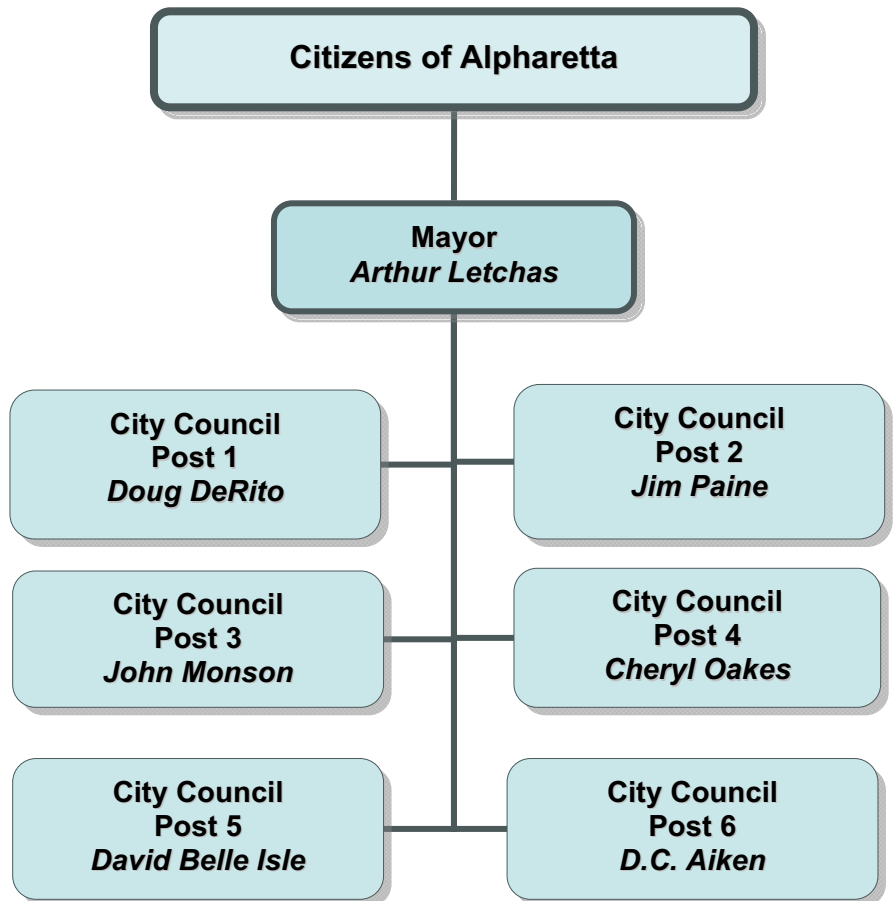 Citizens of Alpharetta
Mayor
Arthur Letchas
City Council
Post 1
Doug DeRito
City Council
Post 2
Jim Paine
City Council
Post 3
John Monson
City Council
Post 4
Cheryl Oakes
City Council
Post 5
David Belle Isle
City Council
Post 6
D.C. Aiken